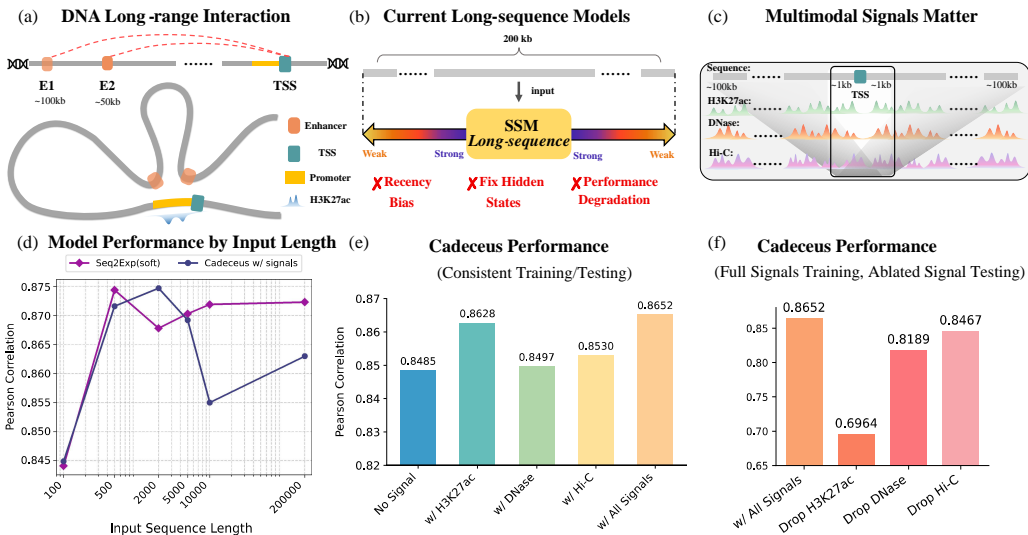 (a) DNA Long -range Interaction
E1
~100kb
E2
~50kb
......
TSS
Enhancer
TSS
Promoter
H3K27ac
(b) Current Long-sequence Models
200 kb
......
......
input
SSM
Long-sequence
Weak
Strong
Strong
Weak
✗Recency
Bias
✗Fix Hidden
States
✗Performance
Degradation
(c) Multimodal Signals Matter
Sequence:
......
~1kb
~1kb
......
~100kb
TSS
~100kb
H3K27ac:
......
......
DNase:
......
......
Hi-C:
......
......
(d) Model Performance by Input Length
Seq2Exp(soft)
Cadeceus w/ signals
Pearson Correlation
0.875
0.870
0.865
0.860
0.855
0.850
0.845
100
500
2000
5000
10000
200000
Input Sequence Length
(e) Cadeceus Performance
(Consistent Training/Testing)
Pearson Correlation
0.87
0.86
0.85
0.84
0.83
0.82
0.8485
0.8628
0.8497
0.8530
0.8652
No Signal
w/ H3K27ac
w/ DNase
w/ Hi-C
w/ All Signals
(f) Cadeceus Performance
(Full Signals Training, Ablated Signal Testing)
0.85
0.80
0.75
0.70
0.65
0.8652
0.6964
0.8189
0.8467
w/ All Signals
Drop H3K27ac
Drop DNase
Drop Hi-C